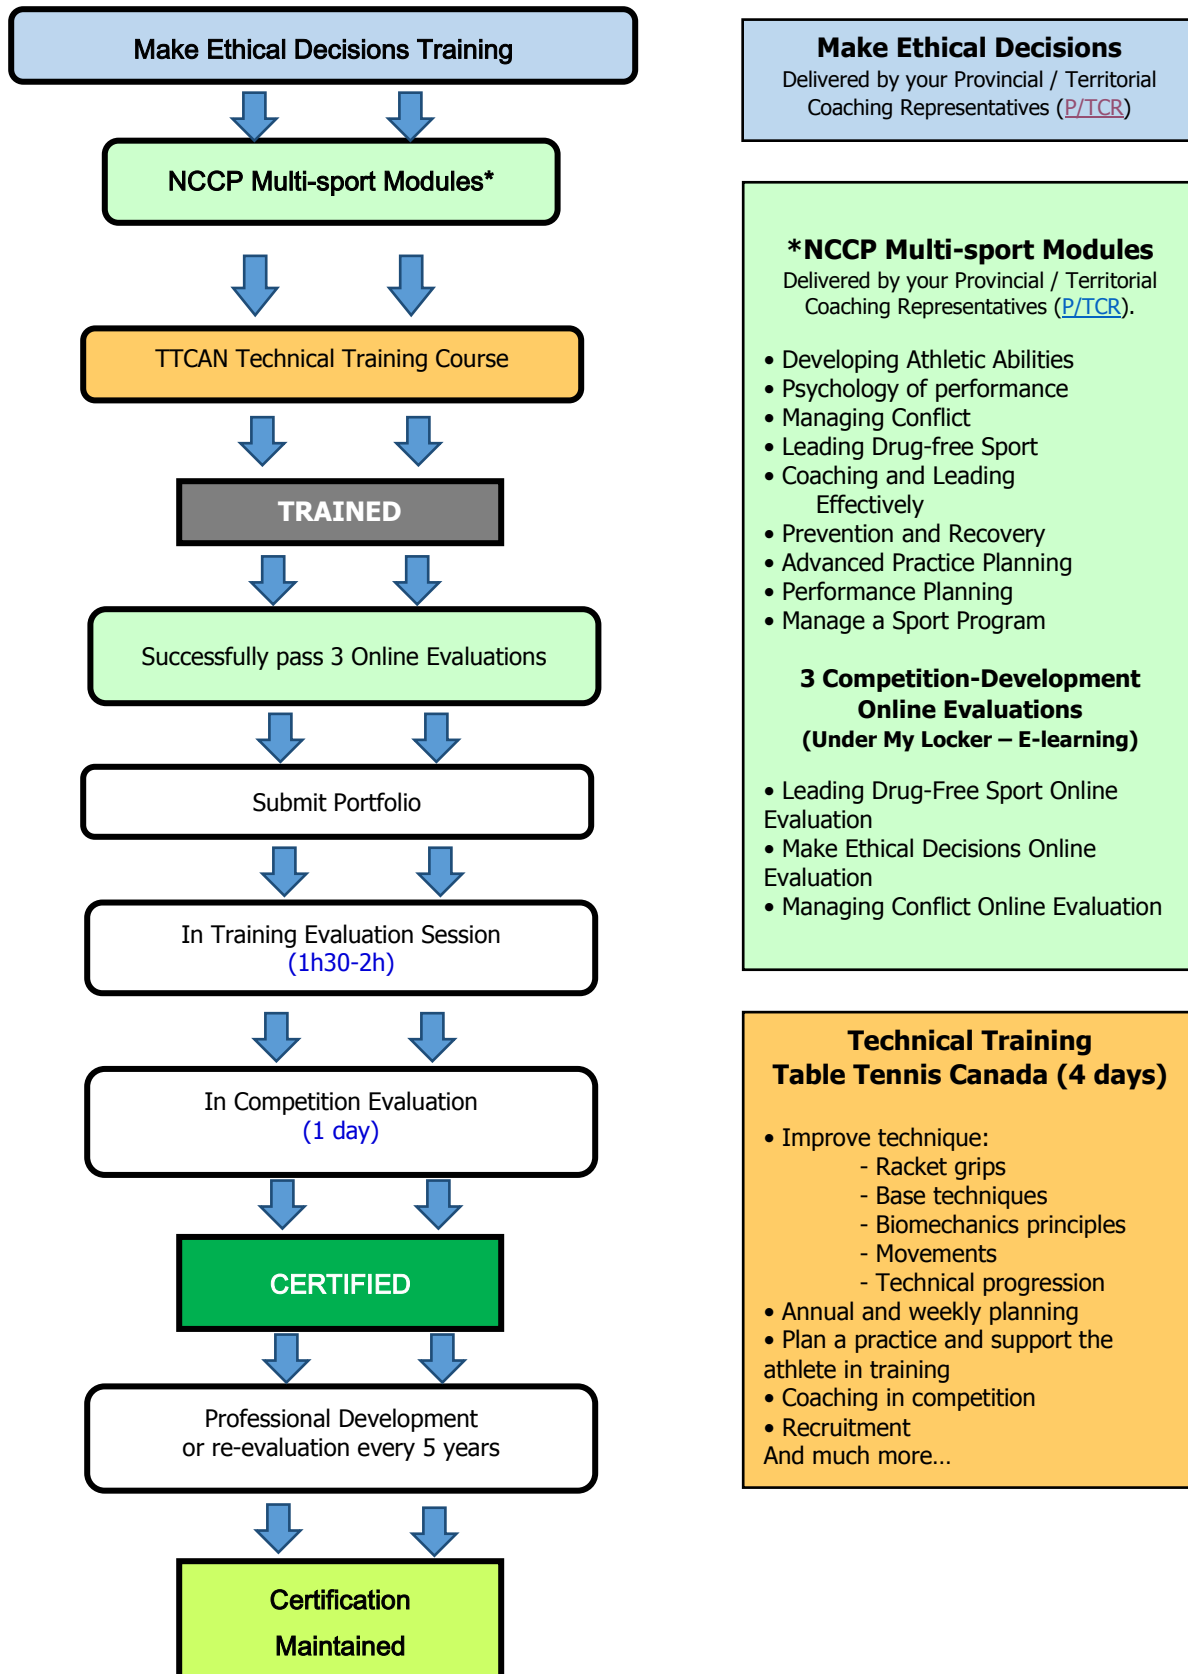 Make Ethical Decisions Training
NCCP Multi-sport Modules*
TTCAN Technical Training Course
TRAINED
Successfully pass 3 Online Evaluations
Submit Portfolio
In Training Evaluation Session
(1h30-2h)
In Competition Evaluation
(1 day)
CERTIFIED
Professional Development
or re-evaluation every 5 years
Certification
Maintained
Make Ethical Decisions
Delivered by your Provincial / Territorial
Coaching Representatives (P/TCR)
*NCCP Multi-sport Modules
Delivered by your Provincial / Territorial
Coaching Representatives (P/TCR).
• Developing Athletic Abilities
• Psychology of performance
• Managing Conflict
• Leading Drug-free Sport
• Coaching and Leading
Effectively
• Prevention and Recovery
• Advanced Practice Planning
• Performance Planning
• Manage a Sport Program
3 Competition-Development
Online Evaluations
(Under My Locker – E-learning)
• Leading Drug-Free Sport Online
Evaluation
• Make Ethical Decisions Online
Evaluation
• Managing Conflict Online Evaluation
Technical Training
Table Tennis Canada (4 days)
• Improve technique:
- Racket grips
- Base techniques
- Biomechanics principles
- Movements
- Technical progression
• Annual and weekly planning
• Plan a practice and support the
athlete in training
• Coaching in competition
• Recruitment
And much more…